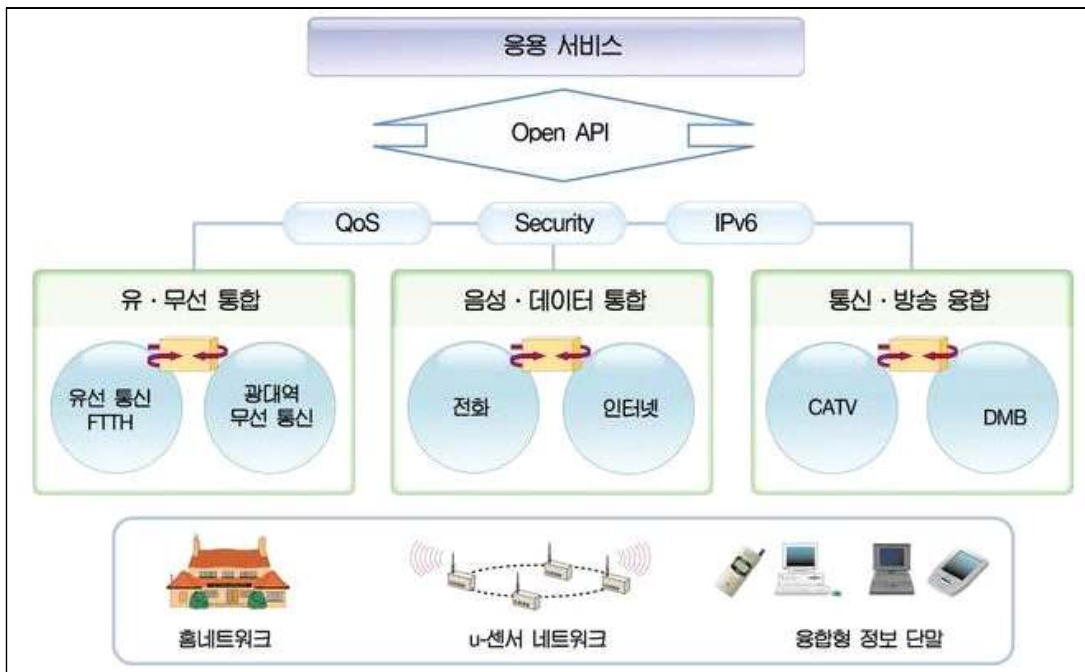 응용 서비스
Open API
QoS
Security
IPv6
유 · 무선 통합
음성 · 데이터 통합
통신 · 방송 융합
유선 통신
FTTH
광대역
무선 통신
전화
인터넷
CATV
DMB
홈네트워크
u-센서 네트워크
융합형 정보 단말